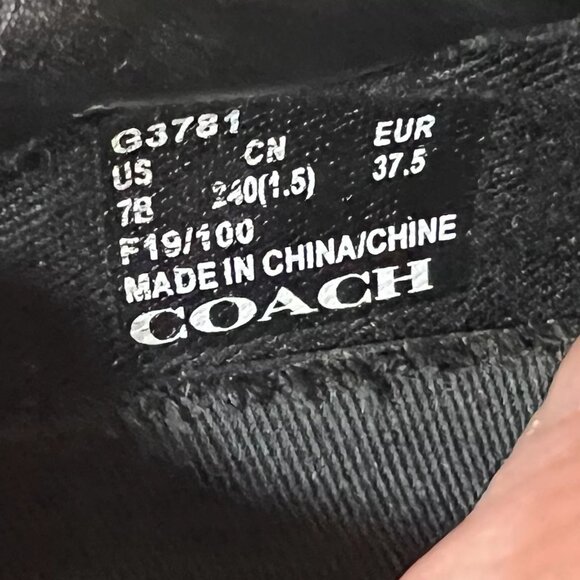 G3781
US CN EUR
7B 240(1.5) 37.5
F19/100
MADE IN CHINA/CHINE
COACH